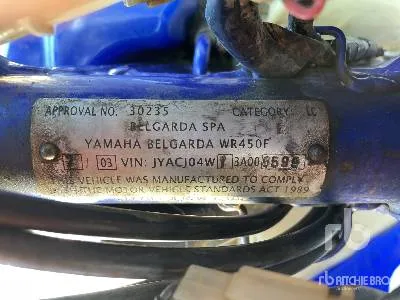 APPROVAL NO. 30235 CATEGORY LC
BELGARDA SPA
YAMAHA BELGARDA WR450F
/ 03 VIN: JYACJ04W 3A00
VEHICLE WAS MANUFACTURED TO COMPLY
MOTOR VEHICLE STANDARDS ACT 1989
RITCHIE BROS